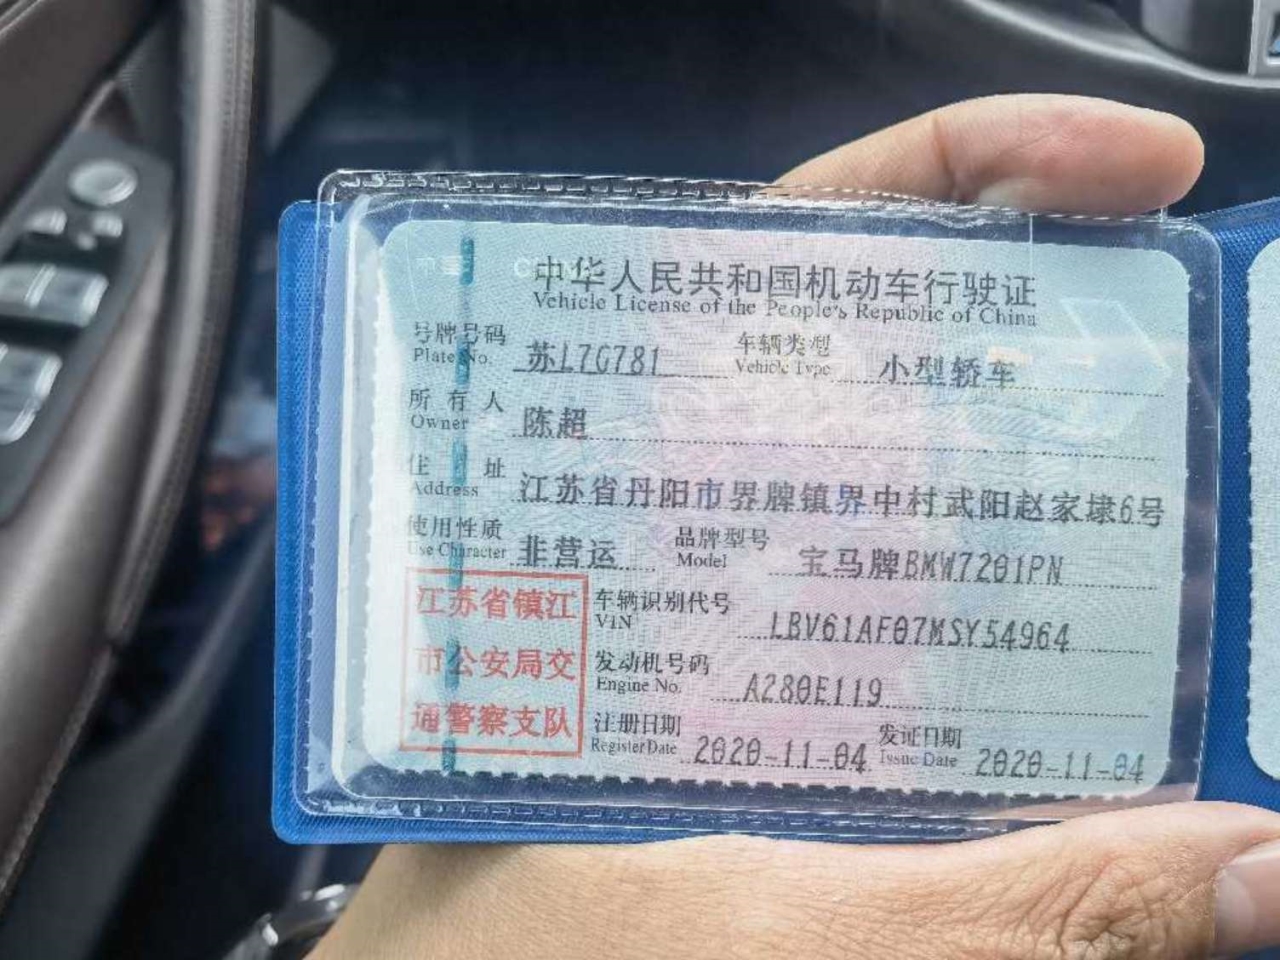 中华人民共和国机动车行驶证
Vehicle License of the People's Republic of China
号牌号码 苏L7G781 车辆类型 小型轿车
Plate No. Vehicle Type
所有人 陈超
Owner
住址 江苏省丹阳市界牌镇界中村武阳赵家埭6号
Address
使用性质 非营运 品牌型号 宝马牌BMW7201PN
Use Character Model
江苏省镇江
市公安局交
通警察支队
车辆识别代号 LBV61AF07MSY54964
VIN
发动机号码 A280E119
Engine No.
注册日期 2020-11-04 发证日期 2020-11-04
Register Date Issue Date